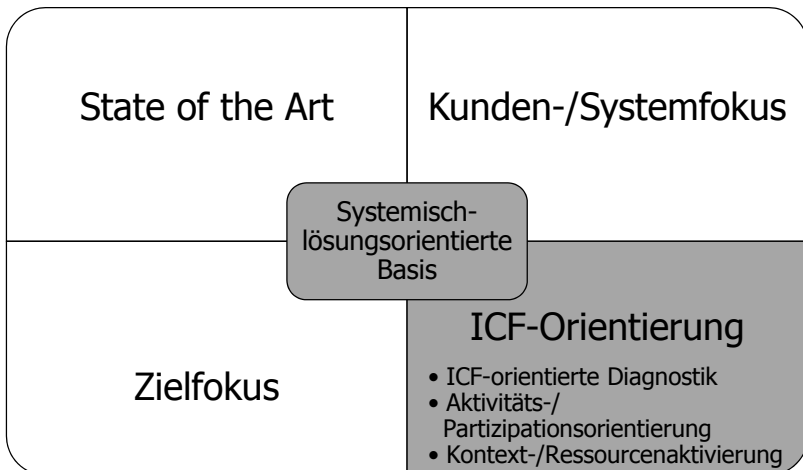 State of the Art
Kunden-/Systemfokus
Systemisch-
lösungsorientierte
Basis
Zielfokus
ICF-Orientierung
• ICF-orientierte Diagnostik
• Aktivitäts-/
Partizipationsorientierung
• Kontext-/Ressourcenaktivierung